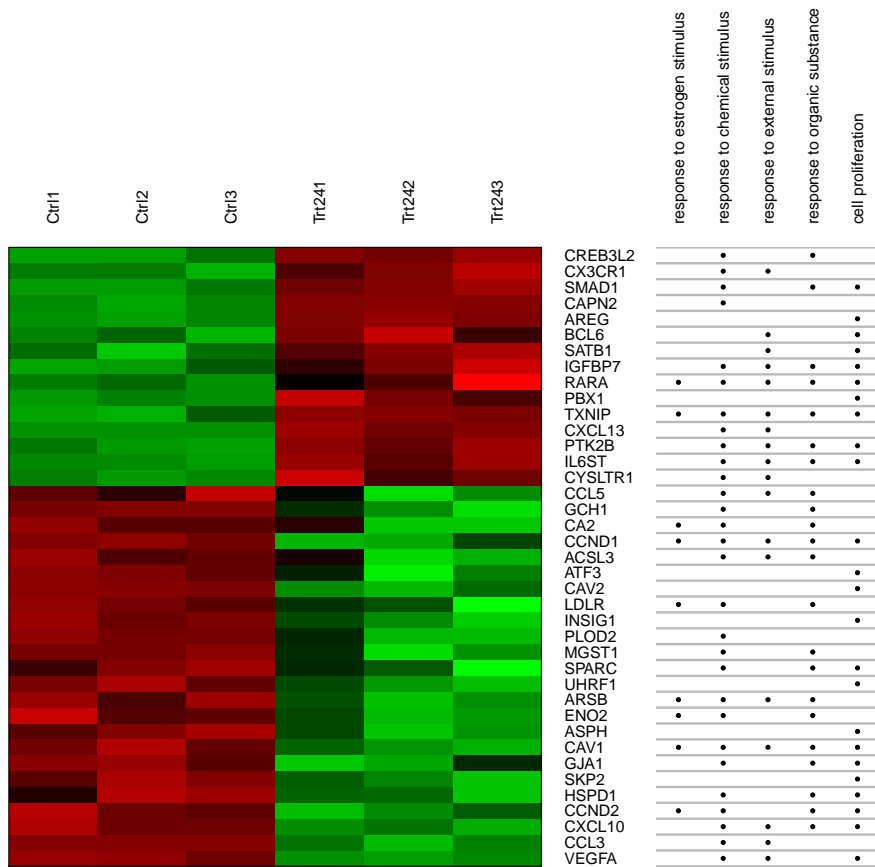 Ctrl1
Ctrl2
Ctrl3
Trt241
Trt242
Trt243
response to estrogen stimulus
response to chemical stimulus
response to external stimulus
response to organic substance
cell proliferation
CREB3L2
CX3CR1
SMAD1
CAPN2
AREG
BCL6
SATB1
IGFBP7
RARA
PBX1
TXNIP
CXCL13
PTK2B
IL6ST
CYSLTR1
CCL5
GCH1
CA2
CCND1
ACSL3
ATF3
CAV2
LDLR
INSIG1
PLOD2
MGST1
SPARC
UHRF1
ARSB
ENO2
ASPH
CAV1
GJA1
SKP2
HSPD1
CCND2
CXCL10
CCL3
VEGFA